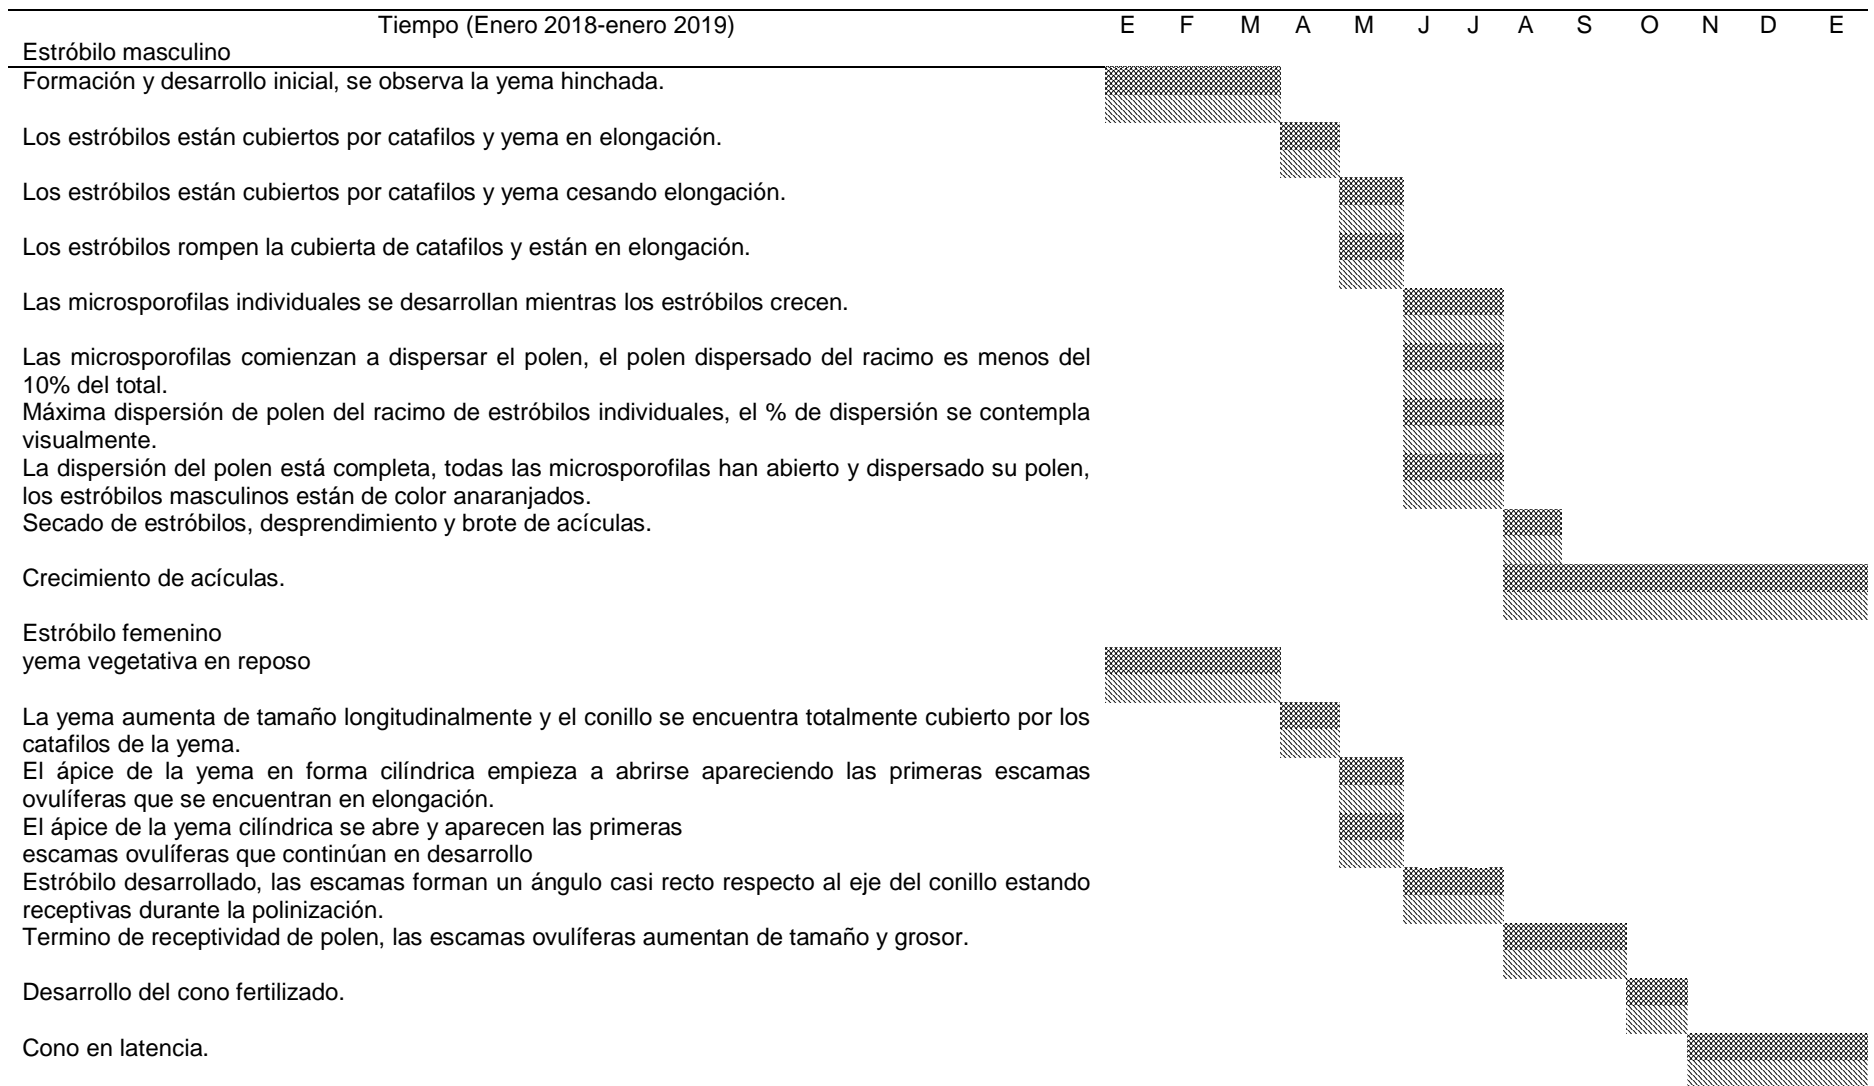 Tiempo (Enero 2018-enero 2019) E F M A M J J A S O N D E
Estróbilo masculino
Formación y desarrollo inicial, se observa la yema hinchada.
Los estróbilos están cubiertos por catafilos y yema en elongación.
Los estróbilos están cubiertos por catafilos y yema cesando elongación.
Los estróbilos rompen la cubierta de catafilos y están en elongación.
Las microsporofilas individuales se desarrollan mientras los estróbilos crecen.
Las microsporofilas comienzan a dispersar el polen, el polen dispersado del racimo es menos del
10% del total.
Máxima dispersión de polen del racimo de estróbilos individuales, el % de dispersión se contempla
visualmente.
La dispersión del polen está completa, todas las microsporofilas han abierto y dispersado su polen,
los estróbilos masculinos están de color anaranjados.
Secado de estróbilos, desprendimiento y brote de acículas.
Crecimiento de acículas.
Estróbilo femenino
yema vegetativa en reposo
La yema aumenta de tamaño longitudinalmente y el conillo se encuentra totalmente cubierto por los
catafilos de la yema.
El ápice de la yema en forma cilíndrica empieza a abrirse apareciendo las primeras escamas
ovulíferas que se encuentran en elongación.
El ápice de la yema cilíndrica se abre y aparecen las primeras
escamas ovulíferas que continúan en desarrollo
Estróbilo desarrollado, las escamas forman un ángulo casi recto respecto al eje del conillo estando
receptivas durante la polinización.
Termino de receptividad de polen, las escamas ovulíferas aumentan de tamaño y grosor.
Desarrollo del cono fertilizado.
Cono en latencia.